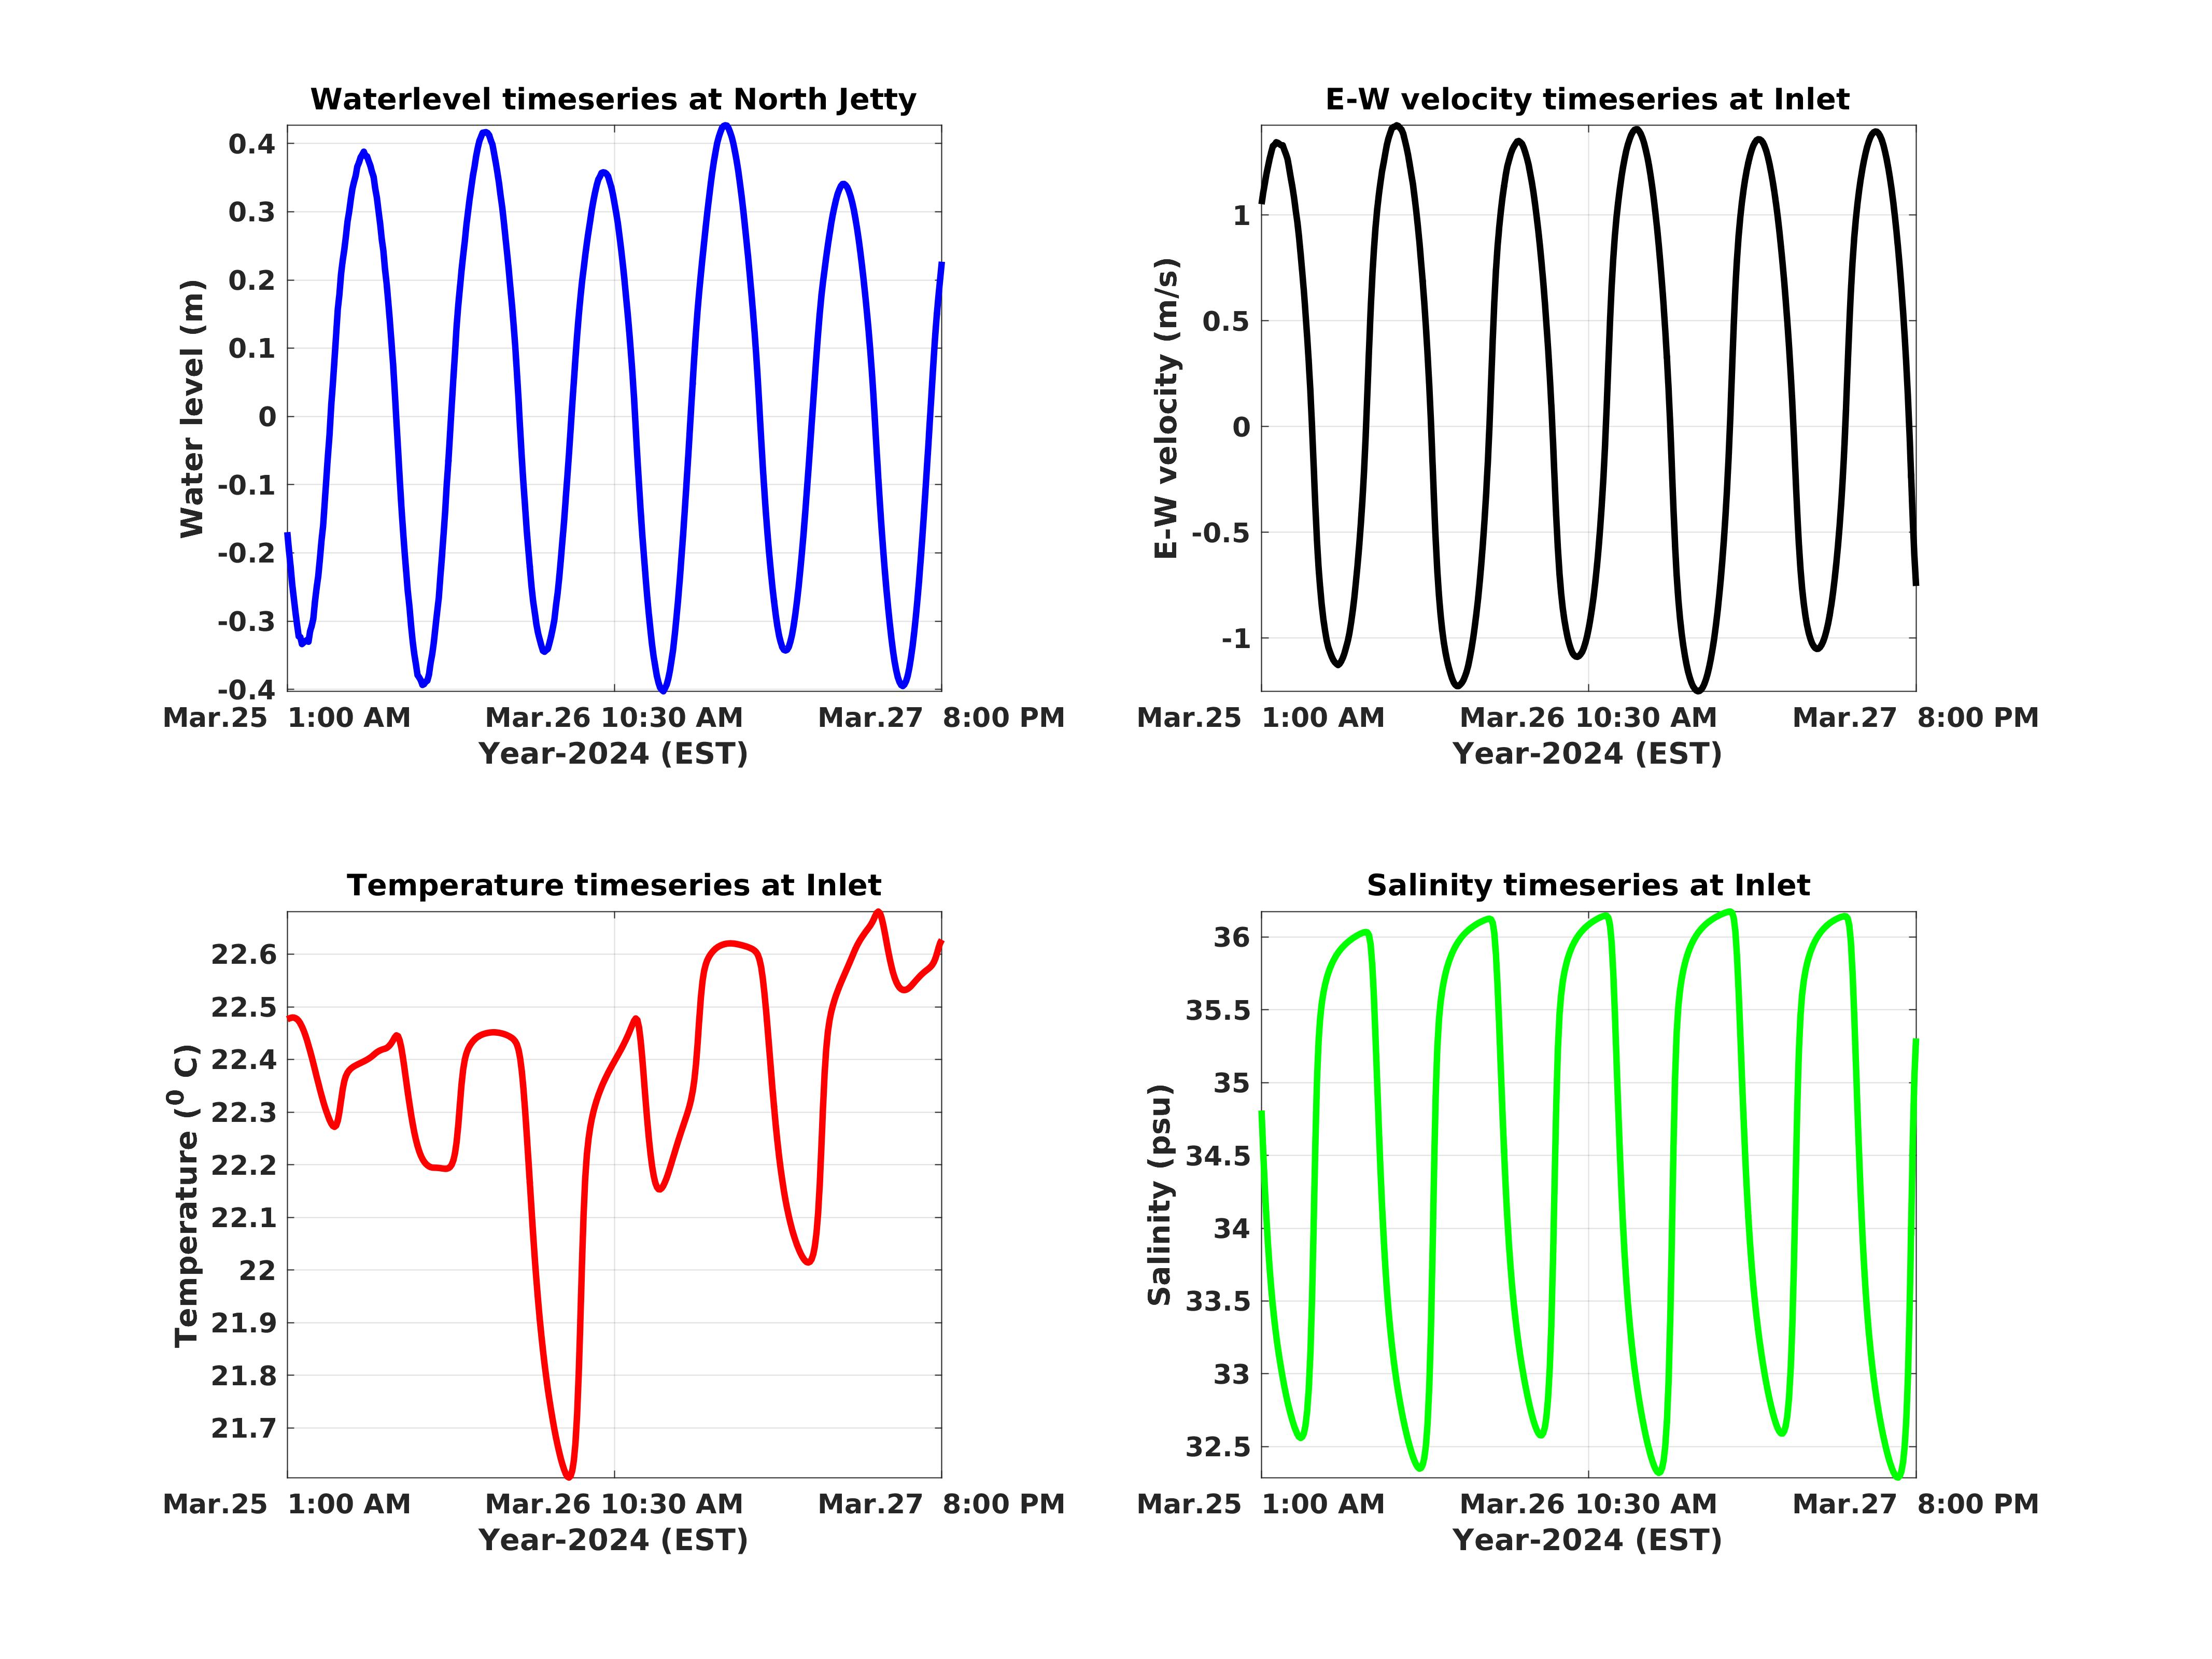 Waterlevel timeseries at North Jetty
0.4
0.3
0.2
0.1
0
-0.1
-0.2
-0.3
-0.4
Water level (m)
Mar.25 1:00 AM Mar.26 10:30 AM Mar.27 8:00 PM
Year-2024 (EST)
E-W velocity timeseries at Inlet
1
0.5
0
-0.5
-1
E-W velocity (m/s)
Mar.25 1:00 AM Mar.26 10:30 AM Mar.27 8:00 PM
Year-2024 (EST)
Temperature timeseries at Inlet
22.6
22.5
22.4
22.3
22.2
22.1
22
21.9
21.8
21.7
Temperature (⁰ C)
Mar.25 1:00 AM Mar.26 10:30 AM Mar.27 8:00 PM
Year-2024 (EST)
Salinity timeseries at Inlet
36
35.5
35
34.5
34
33.5
33
32.5
Salinity (psu)
Mar.25 1:00 AM Mar.26 10:30 AM Mar.27 8:00 PM
Year-2024 (EST)